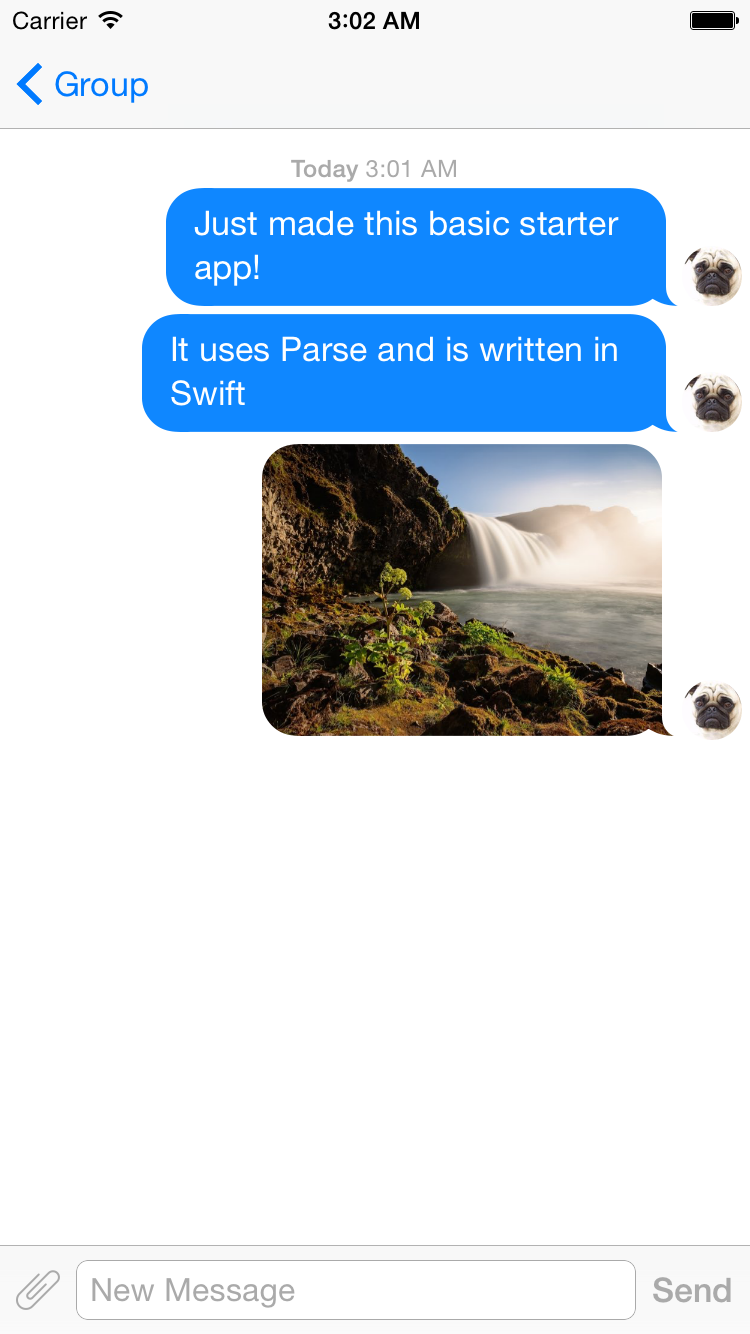 Carrier 3:02 AM
Group
Today 3:01 AM
Just made this basic starter
app!
It uses Parse and is written in
Swift
New Message Send